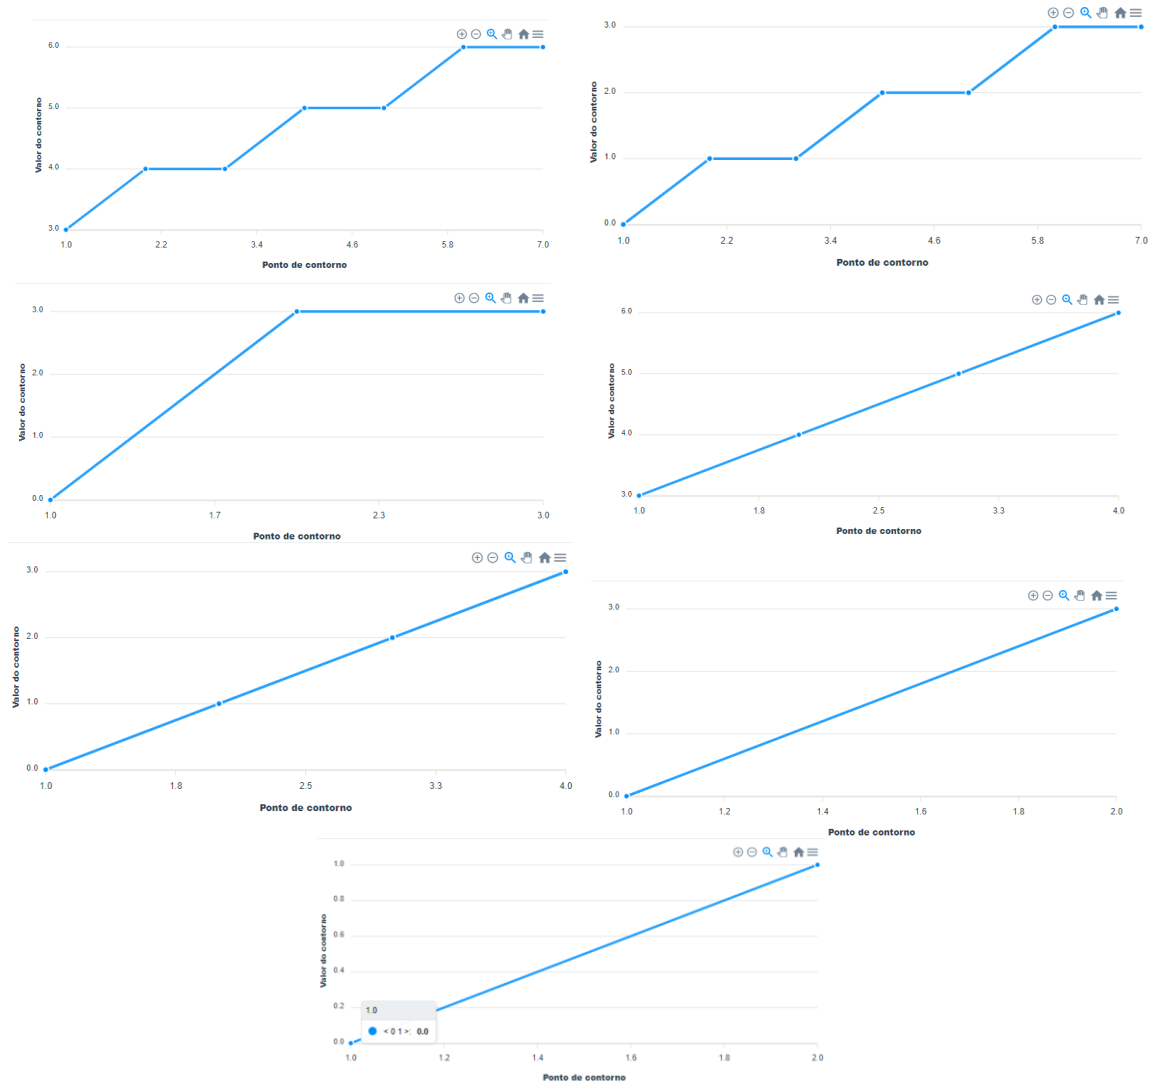 6.0
5.0
4.0
3.0
Valor do contorno
1.0 2.2 3.4 4.6 5.8 7.0
Ponto de contorno
3.0
2.0
1.0
0.0
Valor do contorno
1.0 2.2 3.4 4.6 5.8 7.0
Ponto de contorno
3.0
2.0
1.0
0.0
Valor do contorno
1.0 1.7 2.3 3.0
Ponto de contorno
6.0
5.0
4.0
3.0
Valor do contorno
1.0 1.8 2.5 3.3 4.0
Ponto de contorno
3.0
2.0
1.0
0.0
Valor do contorno
1.0 1.8 2.5 3.3 4.0
Ponto de contorno
3.0
2.0
1.0
0.0
Valor do contorno
1.0 1.2 1.4 1.6 1.8 2.0
Ponto de contorno
1.0
0.8
0.6
0.4
0.2
0.0
Valor do contorno
1.0
< 0 1 >: 0.0
1.0 1.2 1.4 1.6 1.8 2.0
Ponto de contorno